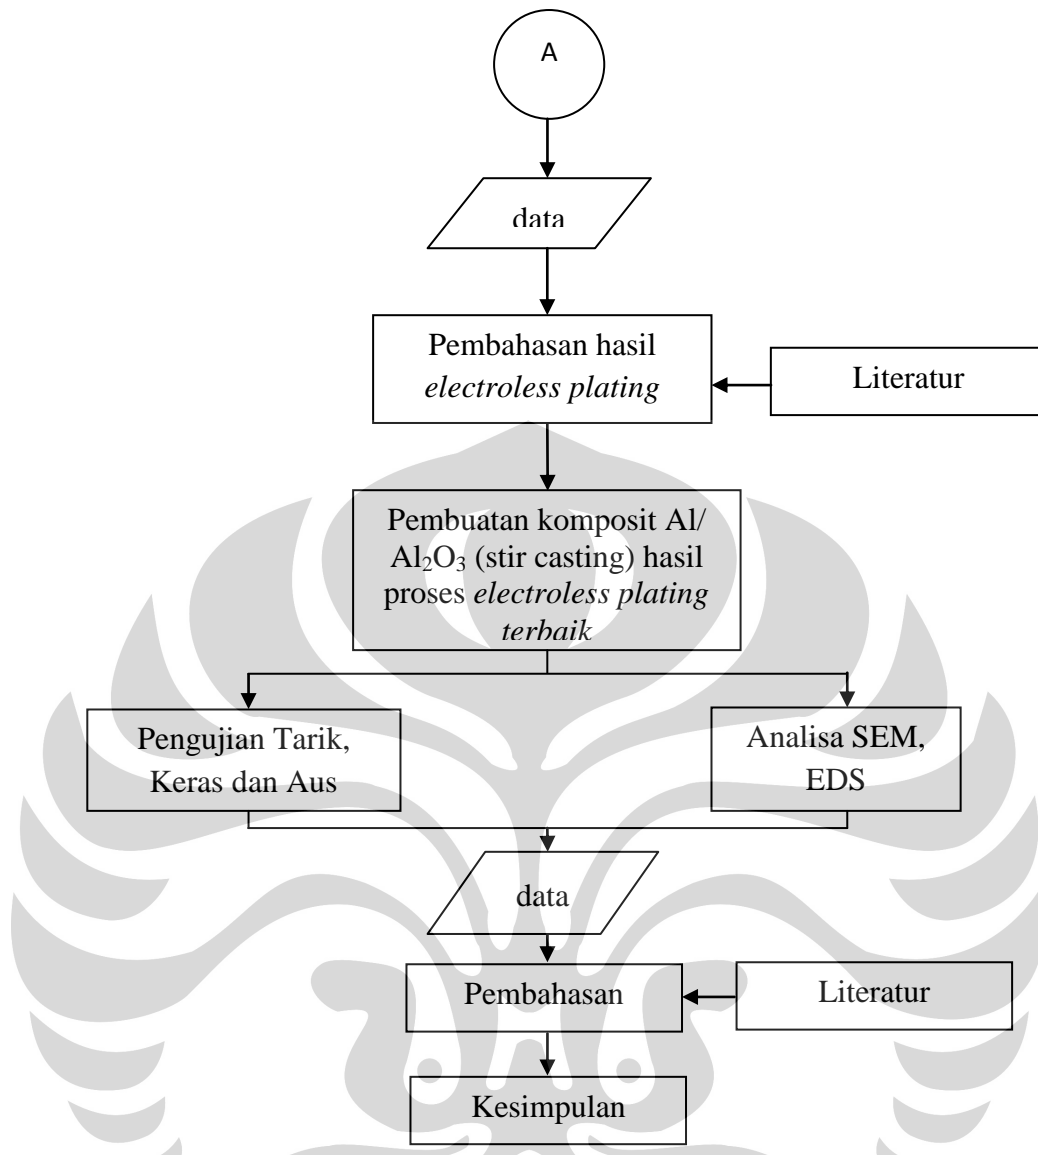 A
data
Pembahasan hasil
electroless plating
Literatur
Pembuatan komposit Al/
Al₂O₃ (stir casting) hasil
proses electroless plating
terbaik
Pengujian Tarik,
Keras dan Aus
Analisa SEM,
EDS
data
Pembahasan
Literatur
Kesimpulan